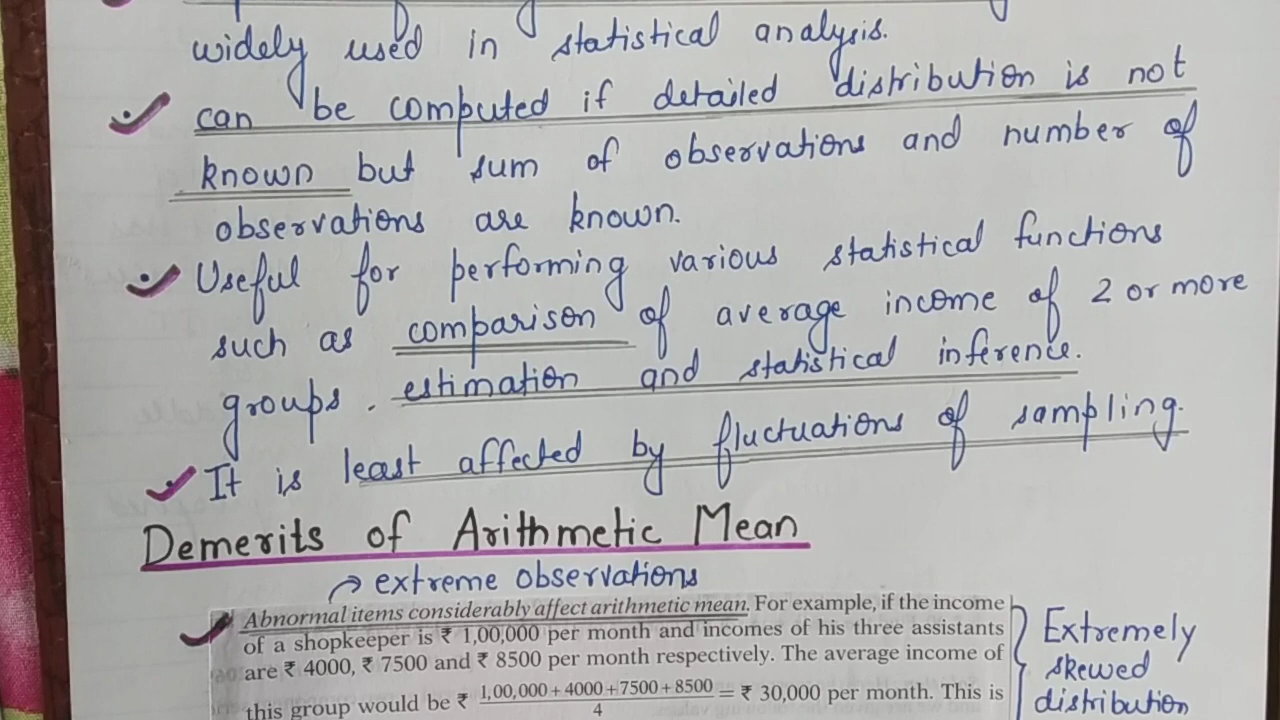 widely used in statistical analysis.
can be computed if detailed distribution is not
known but sum of observations and number of
observations are known.
Useful for performing various statistical functions
such as comparison of average income of 2 or more
groups. estimation and statistical inference.
It is least affected by fluctuations of sampling.
Demerits of Arithmetic Mean
→ extreme observations
Abnormal items considerably affect arithmetic mean. For example, if the income
of a shopkeeper is ₹ 1,00,000 per month and incomes of his three assistants
are ₹ 4000, ₹ 7500 and ₹ 8500 per month respectively. The average income of
this group would be ₹ (1,00,000 + 4000 + 7500 + 8500)/4 = ₹ 30,000 per month. This is
Extremely
skewed
distribution